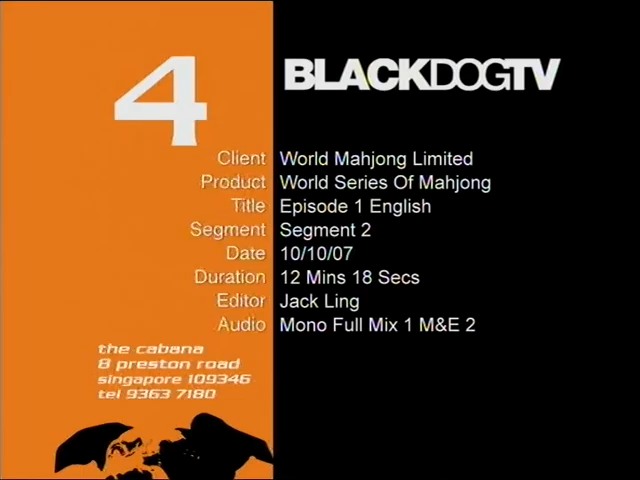 4
BLACKDOGTV
Client World Mahjong Limited
Product World Series Of Mahjong
Title Episode 1 English
Segment Segment 2
Date 10/10/07
Duration 12 Mins 18 Secs
Editor Jack Ling
Audio Mono Full Mix 1 M&E 2
the cabana
8 preston road
singapore 109346
tel 9363 7180